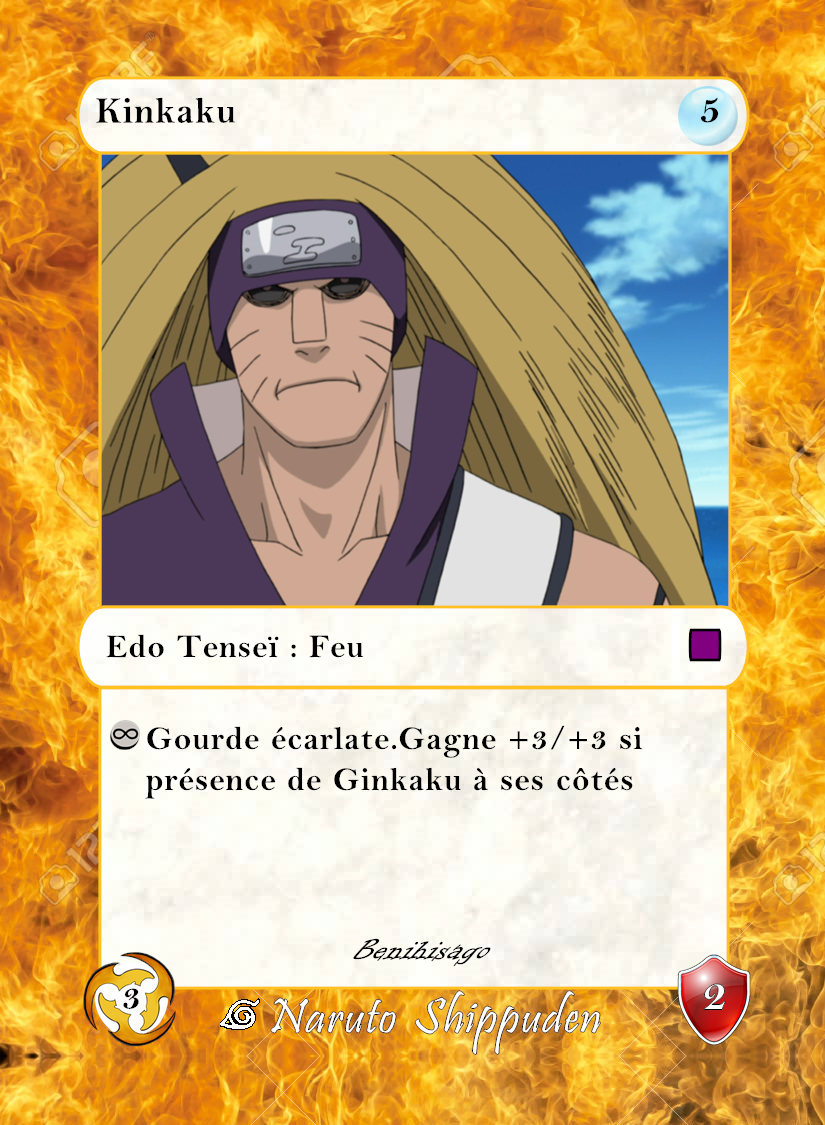 Kinkaku
5
Edo Tenseï : Feu
Gourde écarlate.Gagne +3/+3 si
présence de Ginkaku à ses côtés
Benihisago
3
Naruto Shippuden
2